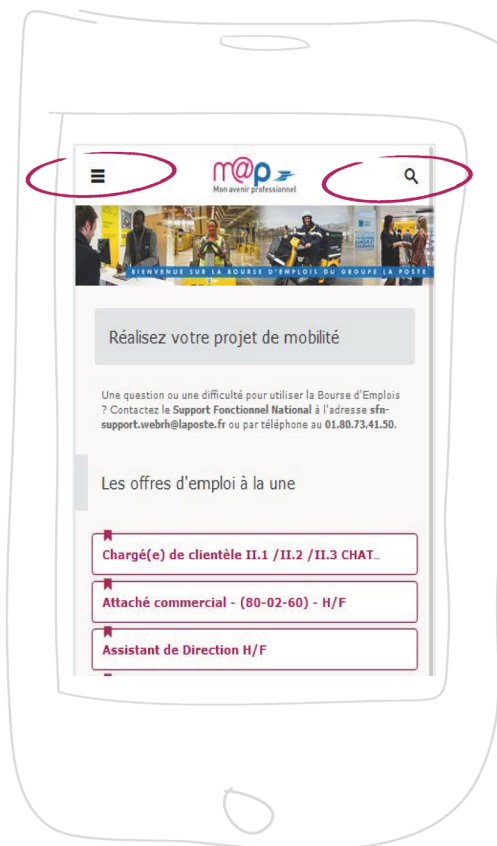 m@p
Mon avenir professionnel
BIENVENUE SUR LA BOURSE D'EMPLOIS DU GROUPE LA POSTE
Réalisez votre projet de mobilité
Une question ou une difficulté pour utiliser la Bourse d'Emplois
? Contactez le Support Fonctionnel National à l'adresse sfn-
support.webrh@laposte.fr ou par téléphone au 01.80.73.41.50.
Les offres d'emploi à la une
Chargé(e) de clientèle II.1 /II.2 /II.3 CHAT...
Attaché commercial - (80-02-60) - H/F
Assistant de Direction H/F